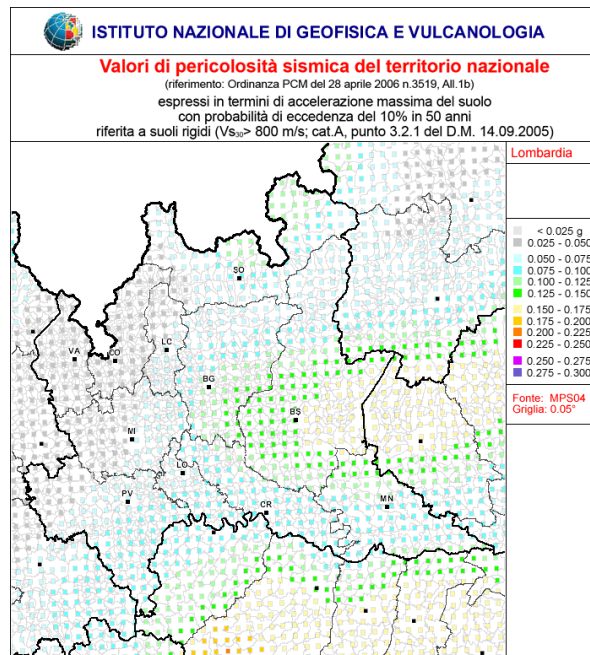 ISTITUTO NAZIONALE DI GEOFISICA E VULCANOLOGIA
Valori di pericolosità sismica del territorio nazionale
(riferimento: Ordinanza PCM del 28 aprile 2006 n.3519, All.1b)
espressi in termini di accelerazione massima del suolo
con probabilità di eccedenza del 10% in 50 anni
riferita a suoli rigidi (Vs30> 800 m/s; cat.A, punto 3.2.1 del D.M. 14.09.2005)
Lombardia
< 0.025 g
0.025 - 0.050
0.050 - 0.075
0.075 - 0.100
0.100 - 0.125
0.125 - 0.150
0.150 - 0.175
0.175 - 0.200
0.200 - 0.225
0.225 - 0.250
0.250 - 0.275
0.275 - 0.300
Fonte: MPS04
Griglia: 0.05°
SO
VA
CO
LC
BG
BS
MI
LO
PV
CR
MN